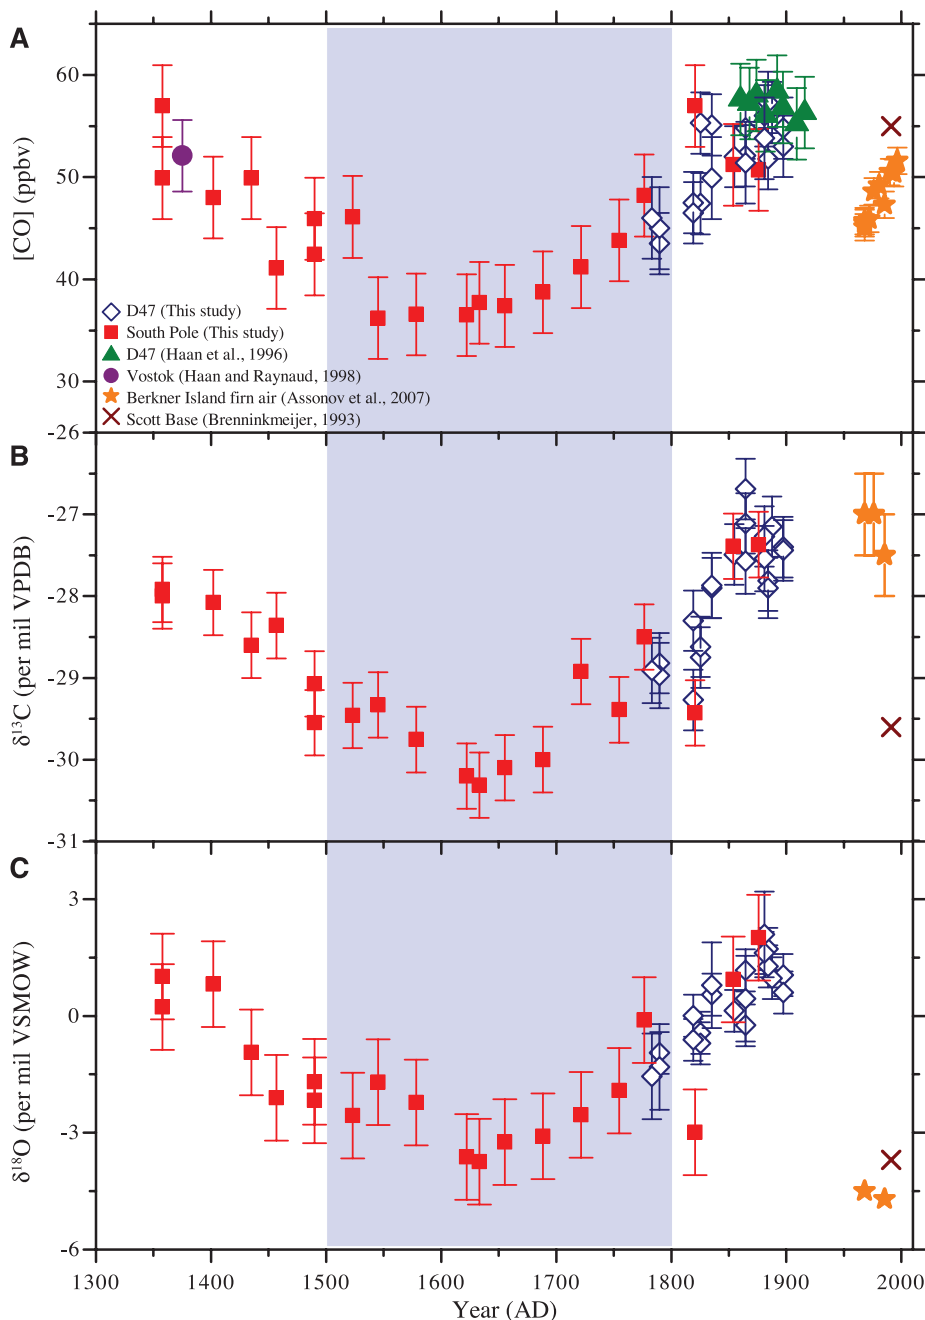 A
[CO] (ppbv)
60
50
40
30
D47 (This study)
South Pole (This study)
D47 (Haan et al., 1996)
Vostok (Haan and Raynaud, 1998)
Berkner Island firn air (Assonov et al., 2007)
Scott Base (Brenninkmeijer, 1993)
B
δ¹³C (per mil VPDB)
-26
-27
-28
-29
-30
-31
C
δ¹⁸O (per mil VSMOW)
3
0
-3
-6
1300 1400 1500 1600 1700 1800 1900 2000
Year (AD)